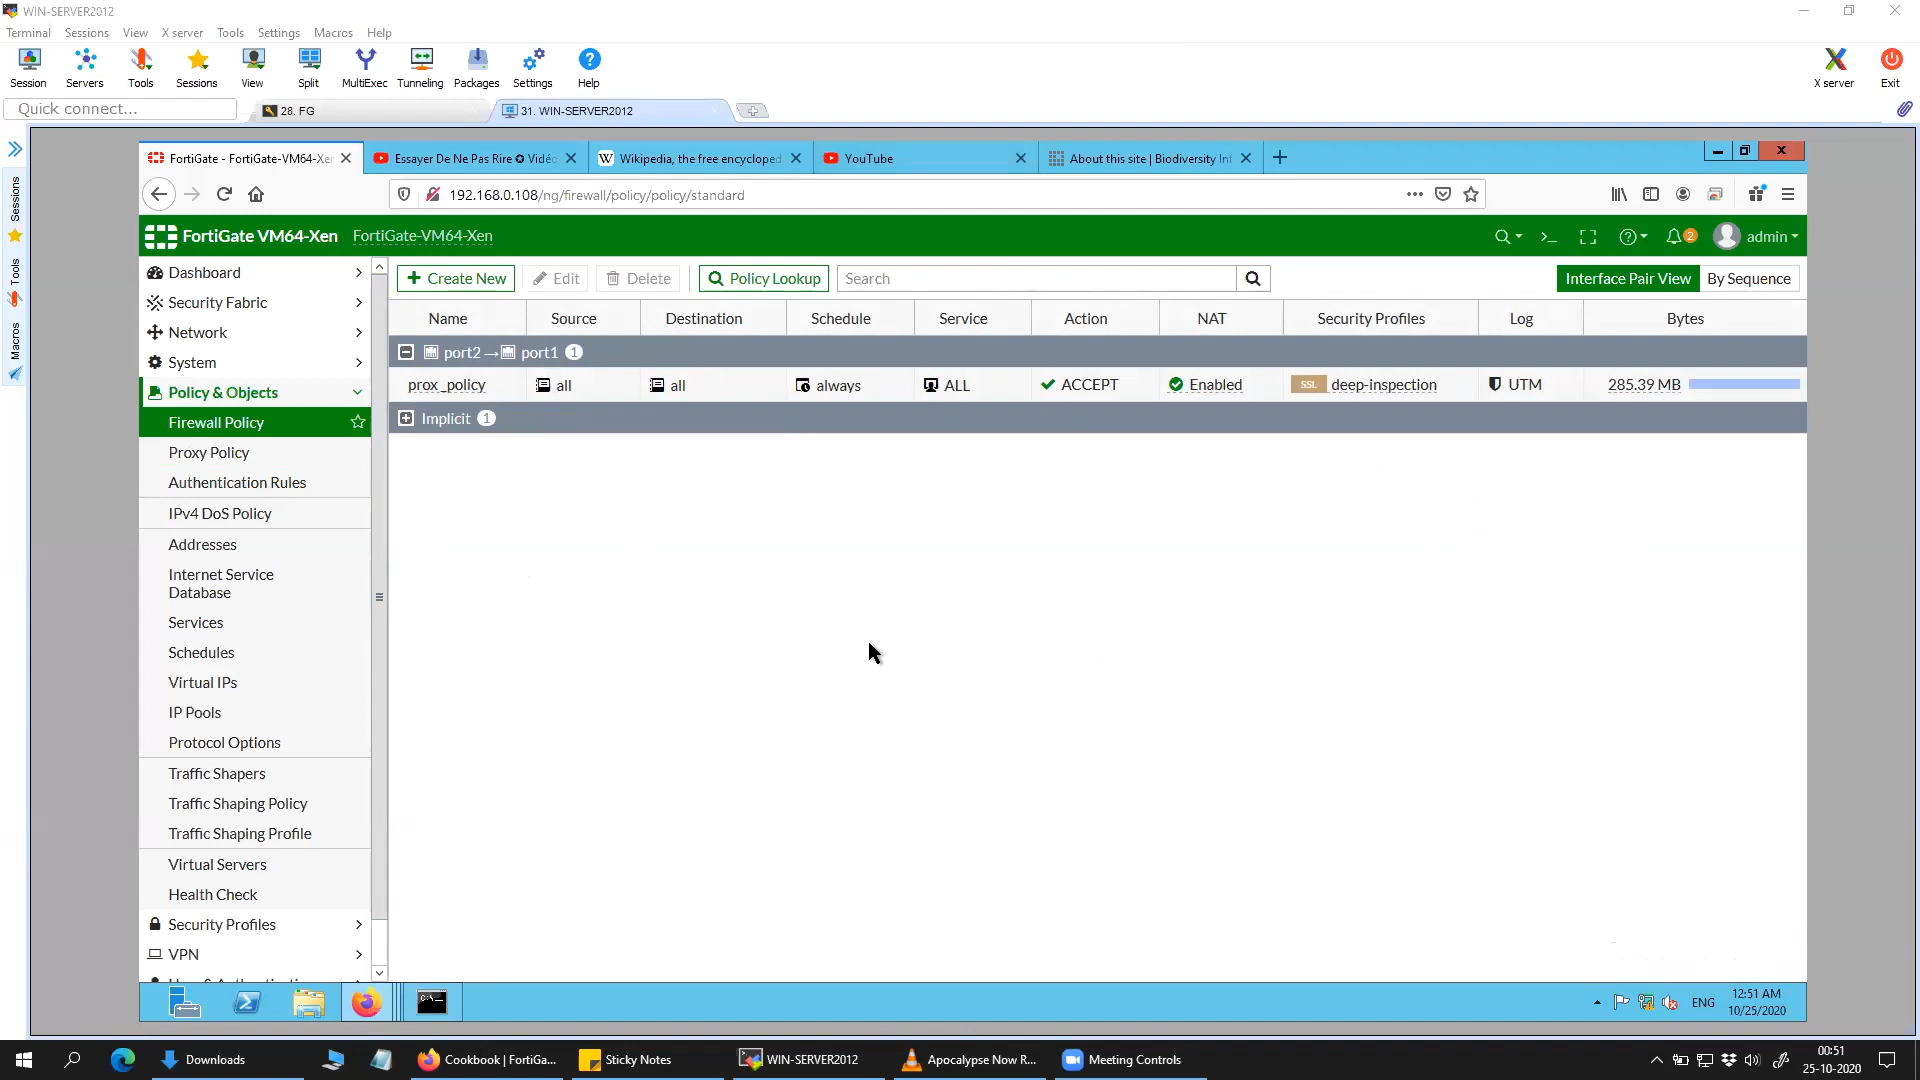 WIN-SERVER2012
Terminal Sessions View X server Tools Settings Macros Help
Session Servers Tools Sessions View Split MultiExec Tunneling Packages Settings Help X server Exit
Quick connect... 28. FG 31. WIN-SERVER2012
Sessions
Tools
Macros
FortiGate - FortiGate-VM64-Xen Essayer De Ne Pas Rire ✪ Vidéo Wikipedia, the free encycloped YouTube About this site | Biodiversity In
192.168.0.108/ng/firewall/policy/policy/standard
FortiGate VM64-Xen FortiGate-VM64-Xen >_ 2 admin
Dashboard
Security Fabric
Network
System
Policy & Objects
Firewall Policy
Proxy Policy
Authentication Rules
IPv4 DoS Policy
Addresses
Internet Service
Database
Services
Schedules
Virtual IPs
IP Pools
Protocol Options
Traffic Shapers
Traffic Shaping Policy
Traffic Shaping Profile
Virtual Servers
Health Check
Security Profiles
VPN
+ Create New Edit Delete Policy Lookup Search Interface Pair View By Sequence
Name Source Destination Schedule Service Action NAT Security Profiles Log Bytes
port2 → port1 1
prox_policy all all always ALL ACCEPT Enabled SSL deep-inspection UTM 285.39 MB
Implicit 1
C:\_
ENG 12:51 AM
10/25/2020
Downloads Cookbook | FortiGa... Sticky Notes WIN-SERVER2012 Apocalypse Now R... Meeting Controls 00:51
25-10-2020